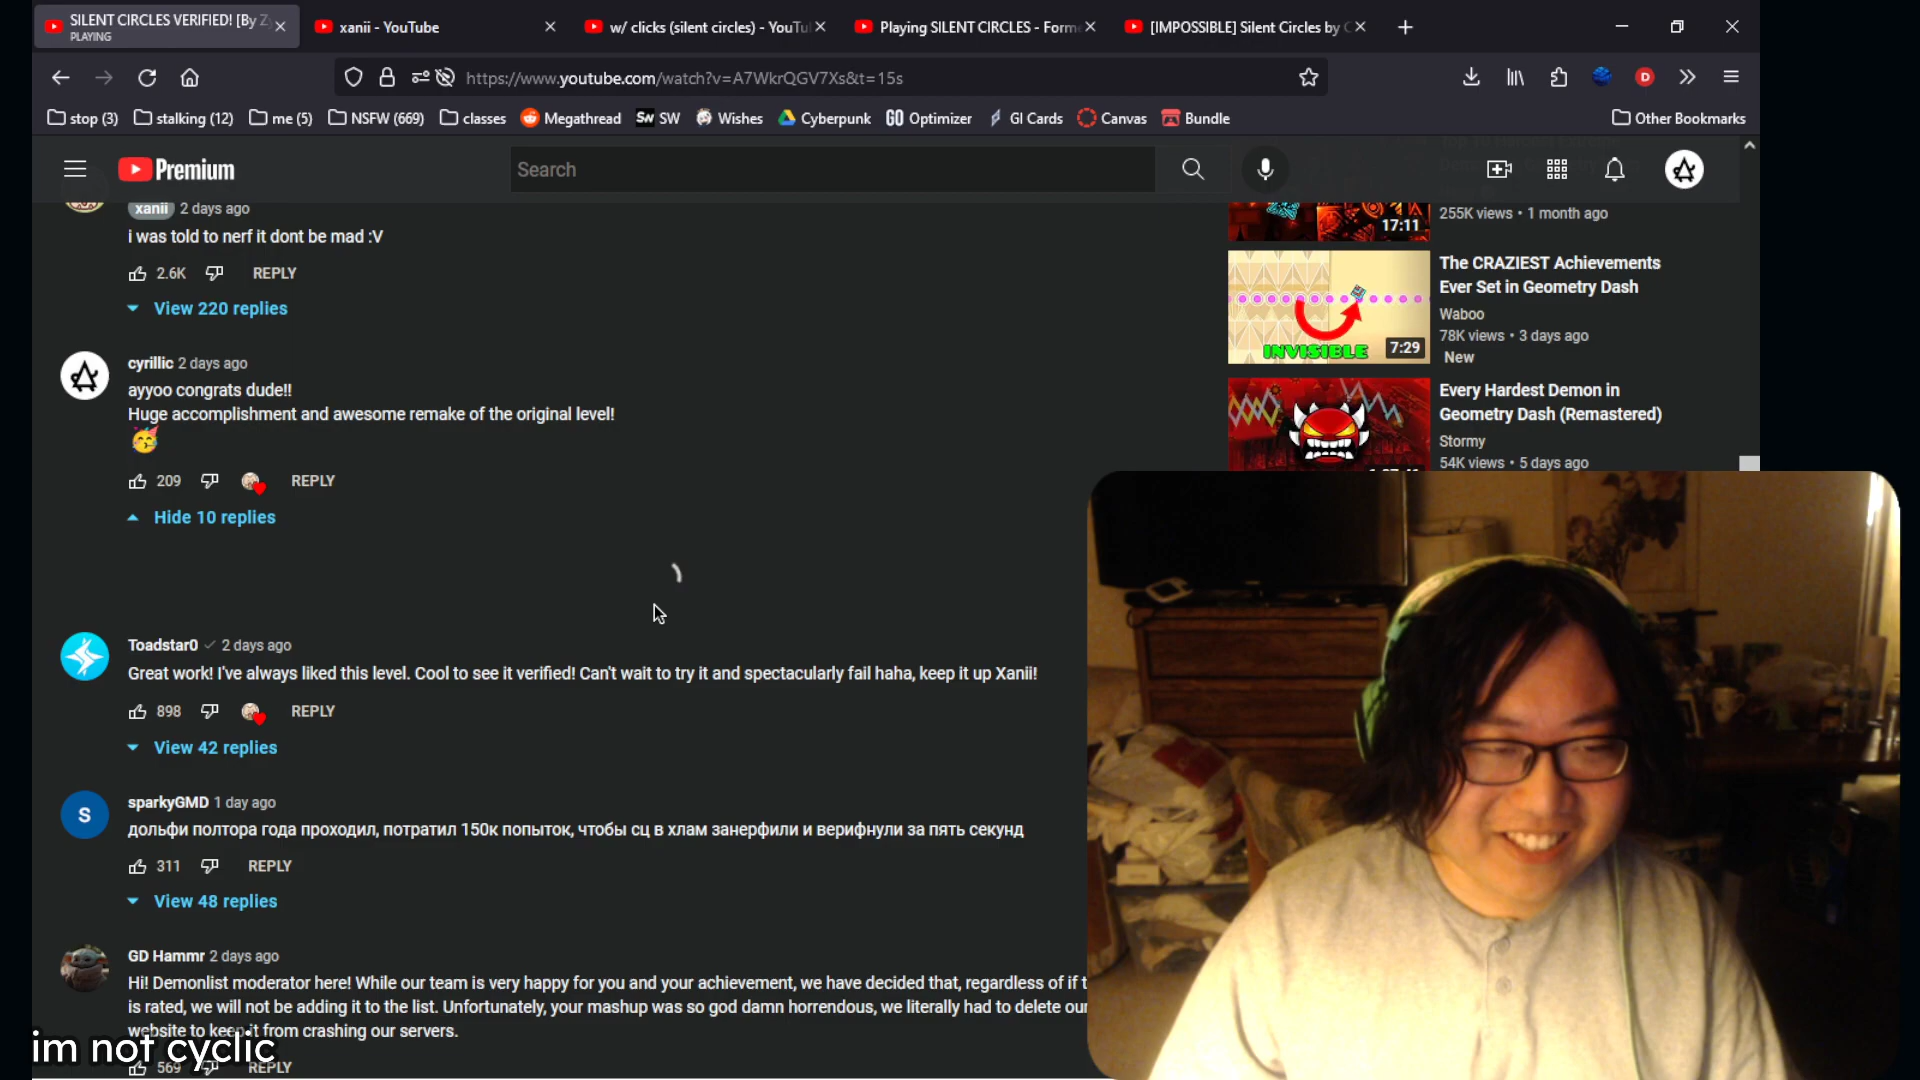 SILENT CIRCLES VERIFIED! [By Z
PLAYING
xanii - YouTube
w/ clicks (silent circles) - YouTu
Playing SILENT CIRCLES - Form
[IMPOSSIBLE] Silent Circles by
https://www.youtube.com/watch?v=A7WkrQGV7Xs&t=15s
stop (3)
stalking (12)
me (5)
NSFW (669)
classes
Megathread
SW SW
Wishes
Cyberpunk
GO Optimizer
GI Cards
Canvas
Bundle
Other Bookmarks
Premium
Search
xanii 2 days ago
i was told to nerf it dont be mad :V
2.6K REPLY
View 220 replies
cyrillic 2 days ago
ayyoo congrats dude!!
Huge accomplishment and awesome remake of the original level!
🥳
209 REPLY
Hide 10 replies
Toadstar0 2 days ago
Great work! I've always liked this level. Cool to see it verified! Can't wait to try it and spectacularly fail haha, keep it up Xanii!
898 REPLY
View 42 replies
S
sparkyGMD 1 day ago
дольфи полтора года проходил, потратил 150к попыток, чтобы сц в хлам занерфили и верифнули за пять секунд
311 REPLY
View 48 replies
GD Hammr 2 days ago
Hi! Demonlist moderator here! While our team is very happy for you and your achievement, we have decided that, regardless of if t
is rated, we will not be adding it to the list. Unfortunately, your mashup was so god damn horrendous, we literally had to delete our
website to keep it from crashing our servers.
569 REPLY
im not cyclic
17:11
255K views • 1 month ago
INVISIBLE
7:29
The CRAZIEST Achievements
Ever Set in Geometry Dash
Waboo
78K views • 3 days ago
New
Every Hardest Demon in
Geometry Dash (Remastered)
Stormy
54K views • 5 days ago
D